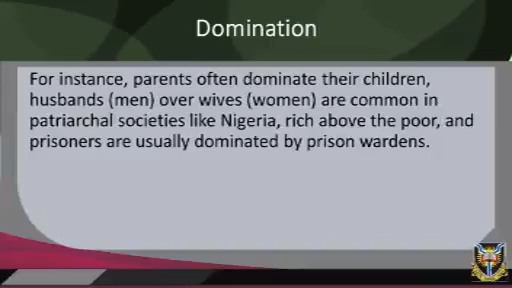 Domination
For instance, parents often dominate their children,
husbands (men) over wives (women) are common in
patriarchal societies like Nigeria, rich above the poor, and
prisoners are usually dominated by prison wardens.